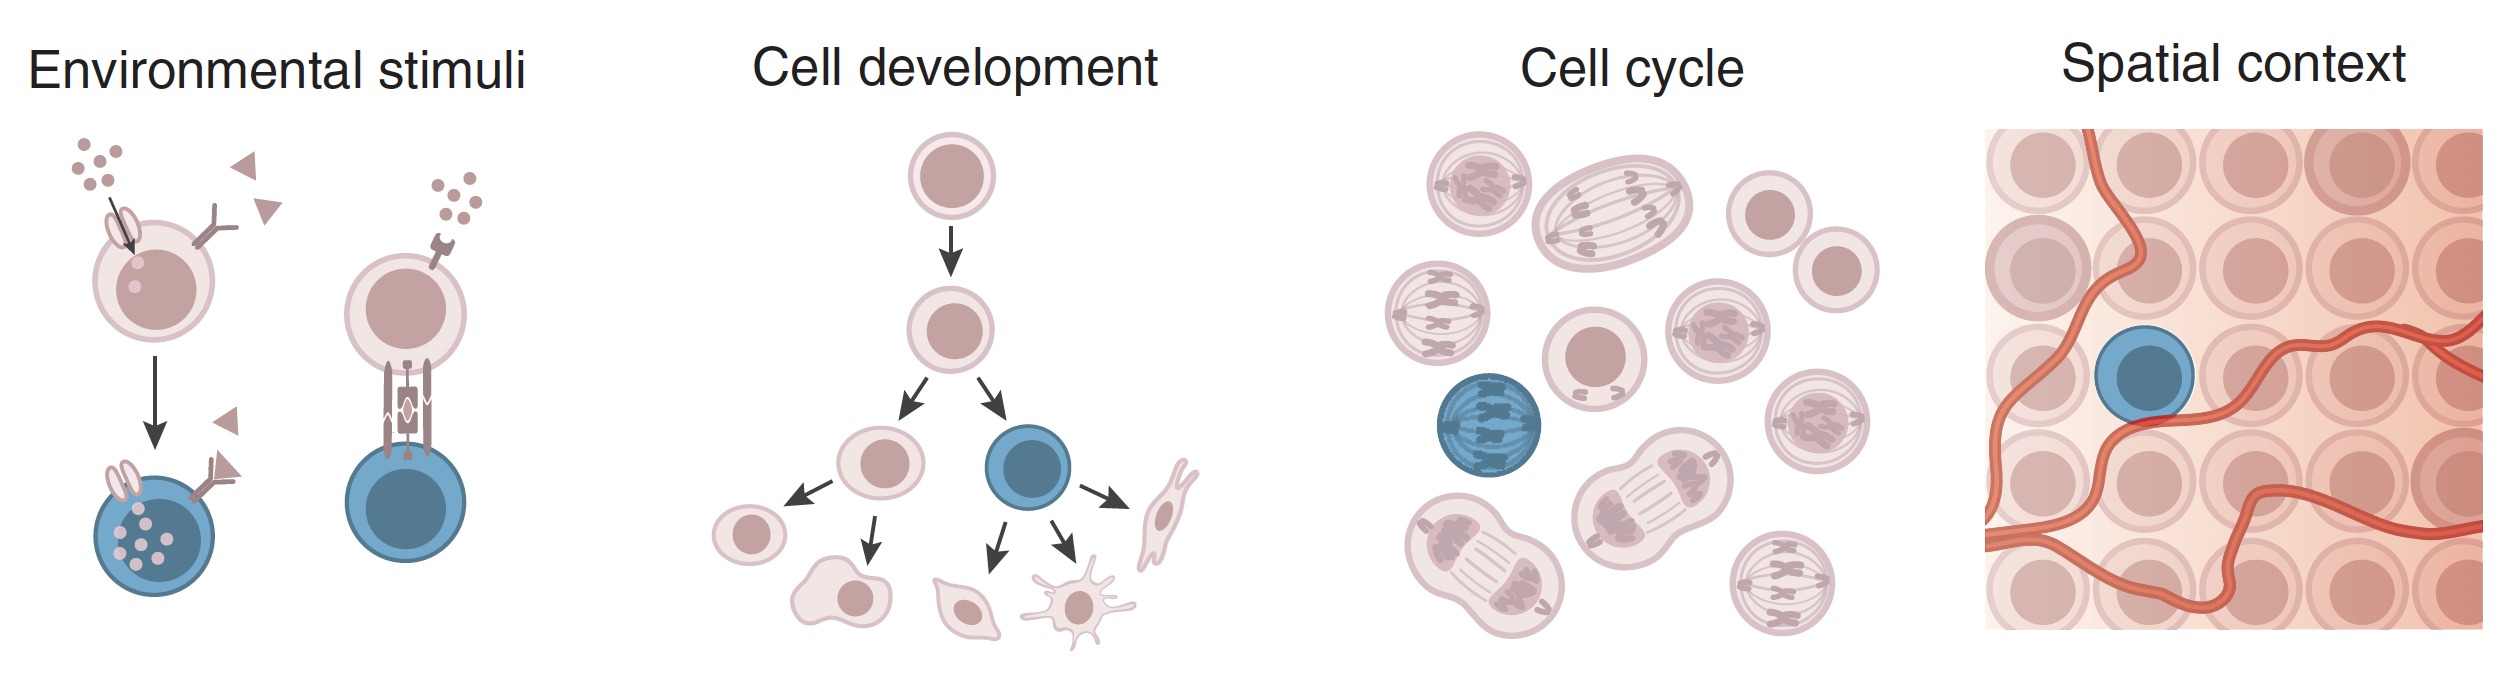 Environmental stimuli
Cell development
Cell cycle
Spatial context